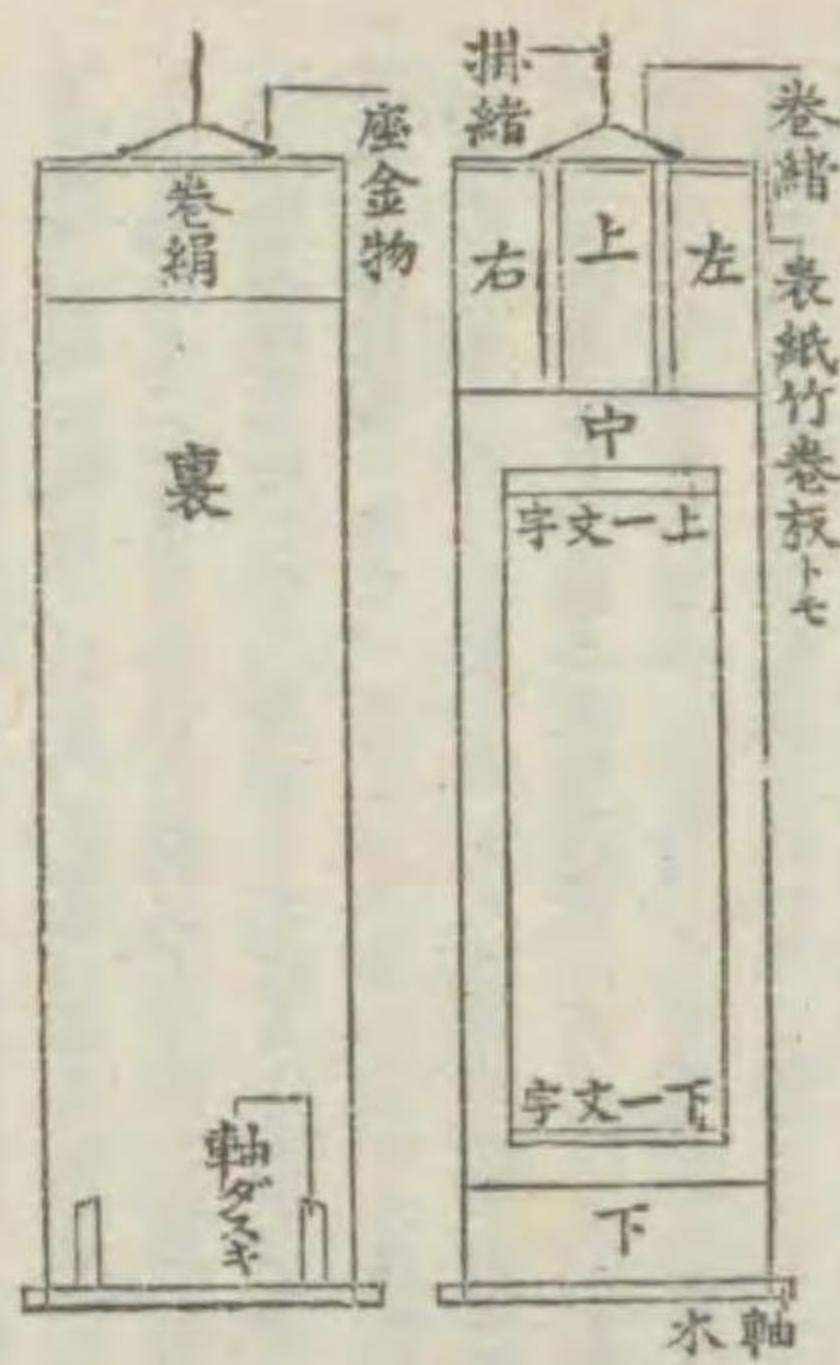 巻緒
表紙竹巻板トモ
掛緒
左
上
右
中
上一文字
下一文字
下
軸木
座金物
巻絹
裏
軸ダスキ